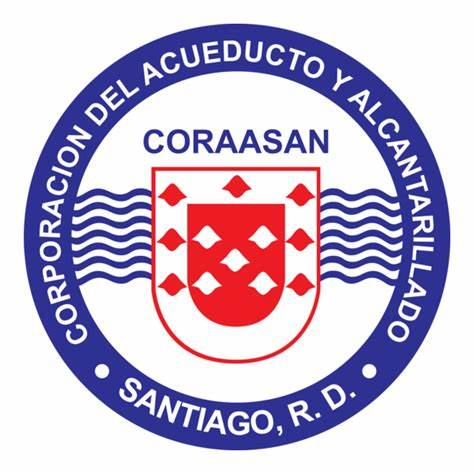 CORPORACION DEL ACUEDUCTO Y ALCANTARILLADO
CORAASAN
SANTIAGO, R. D.